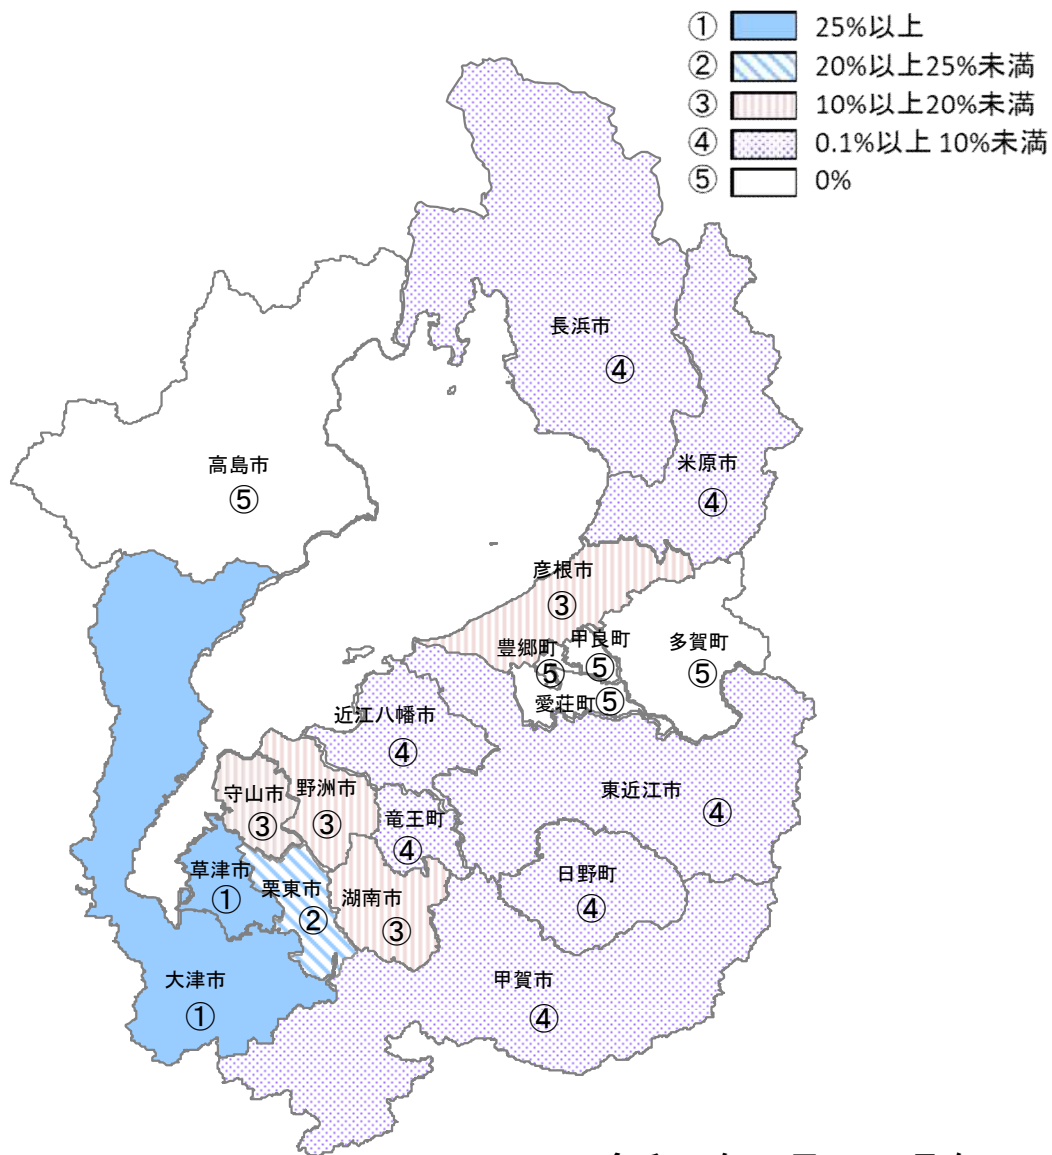 ① 25%以上
② 20%以上25%未満
③ 10%以上20%未満
④ 0.1%以上 10%未満
⑤ 0%
長浜市
④
高島市
⑤
米原市
④
彦根市
③
豊郷町
⑤
甲良町
⑤
多賀町
⑤
愛荘町
⑤
近江八幡市
④
東近江市
④
守山市
③
野洲市
③
竜王町
④
草津市
①
栗東市
②
湖南市
③
日野町
④
大津市
①
甲賀市
④